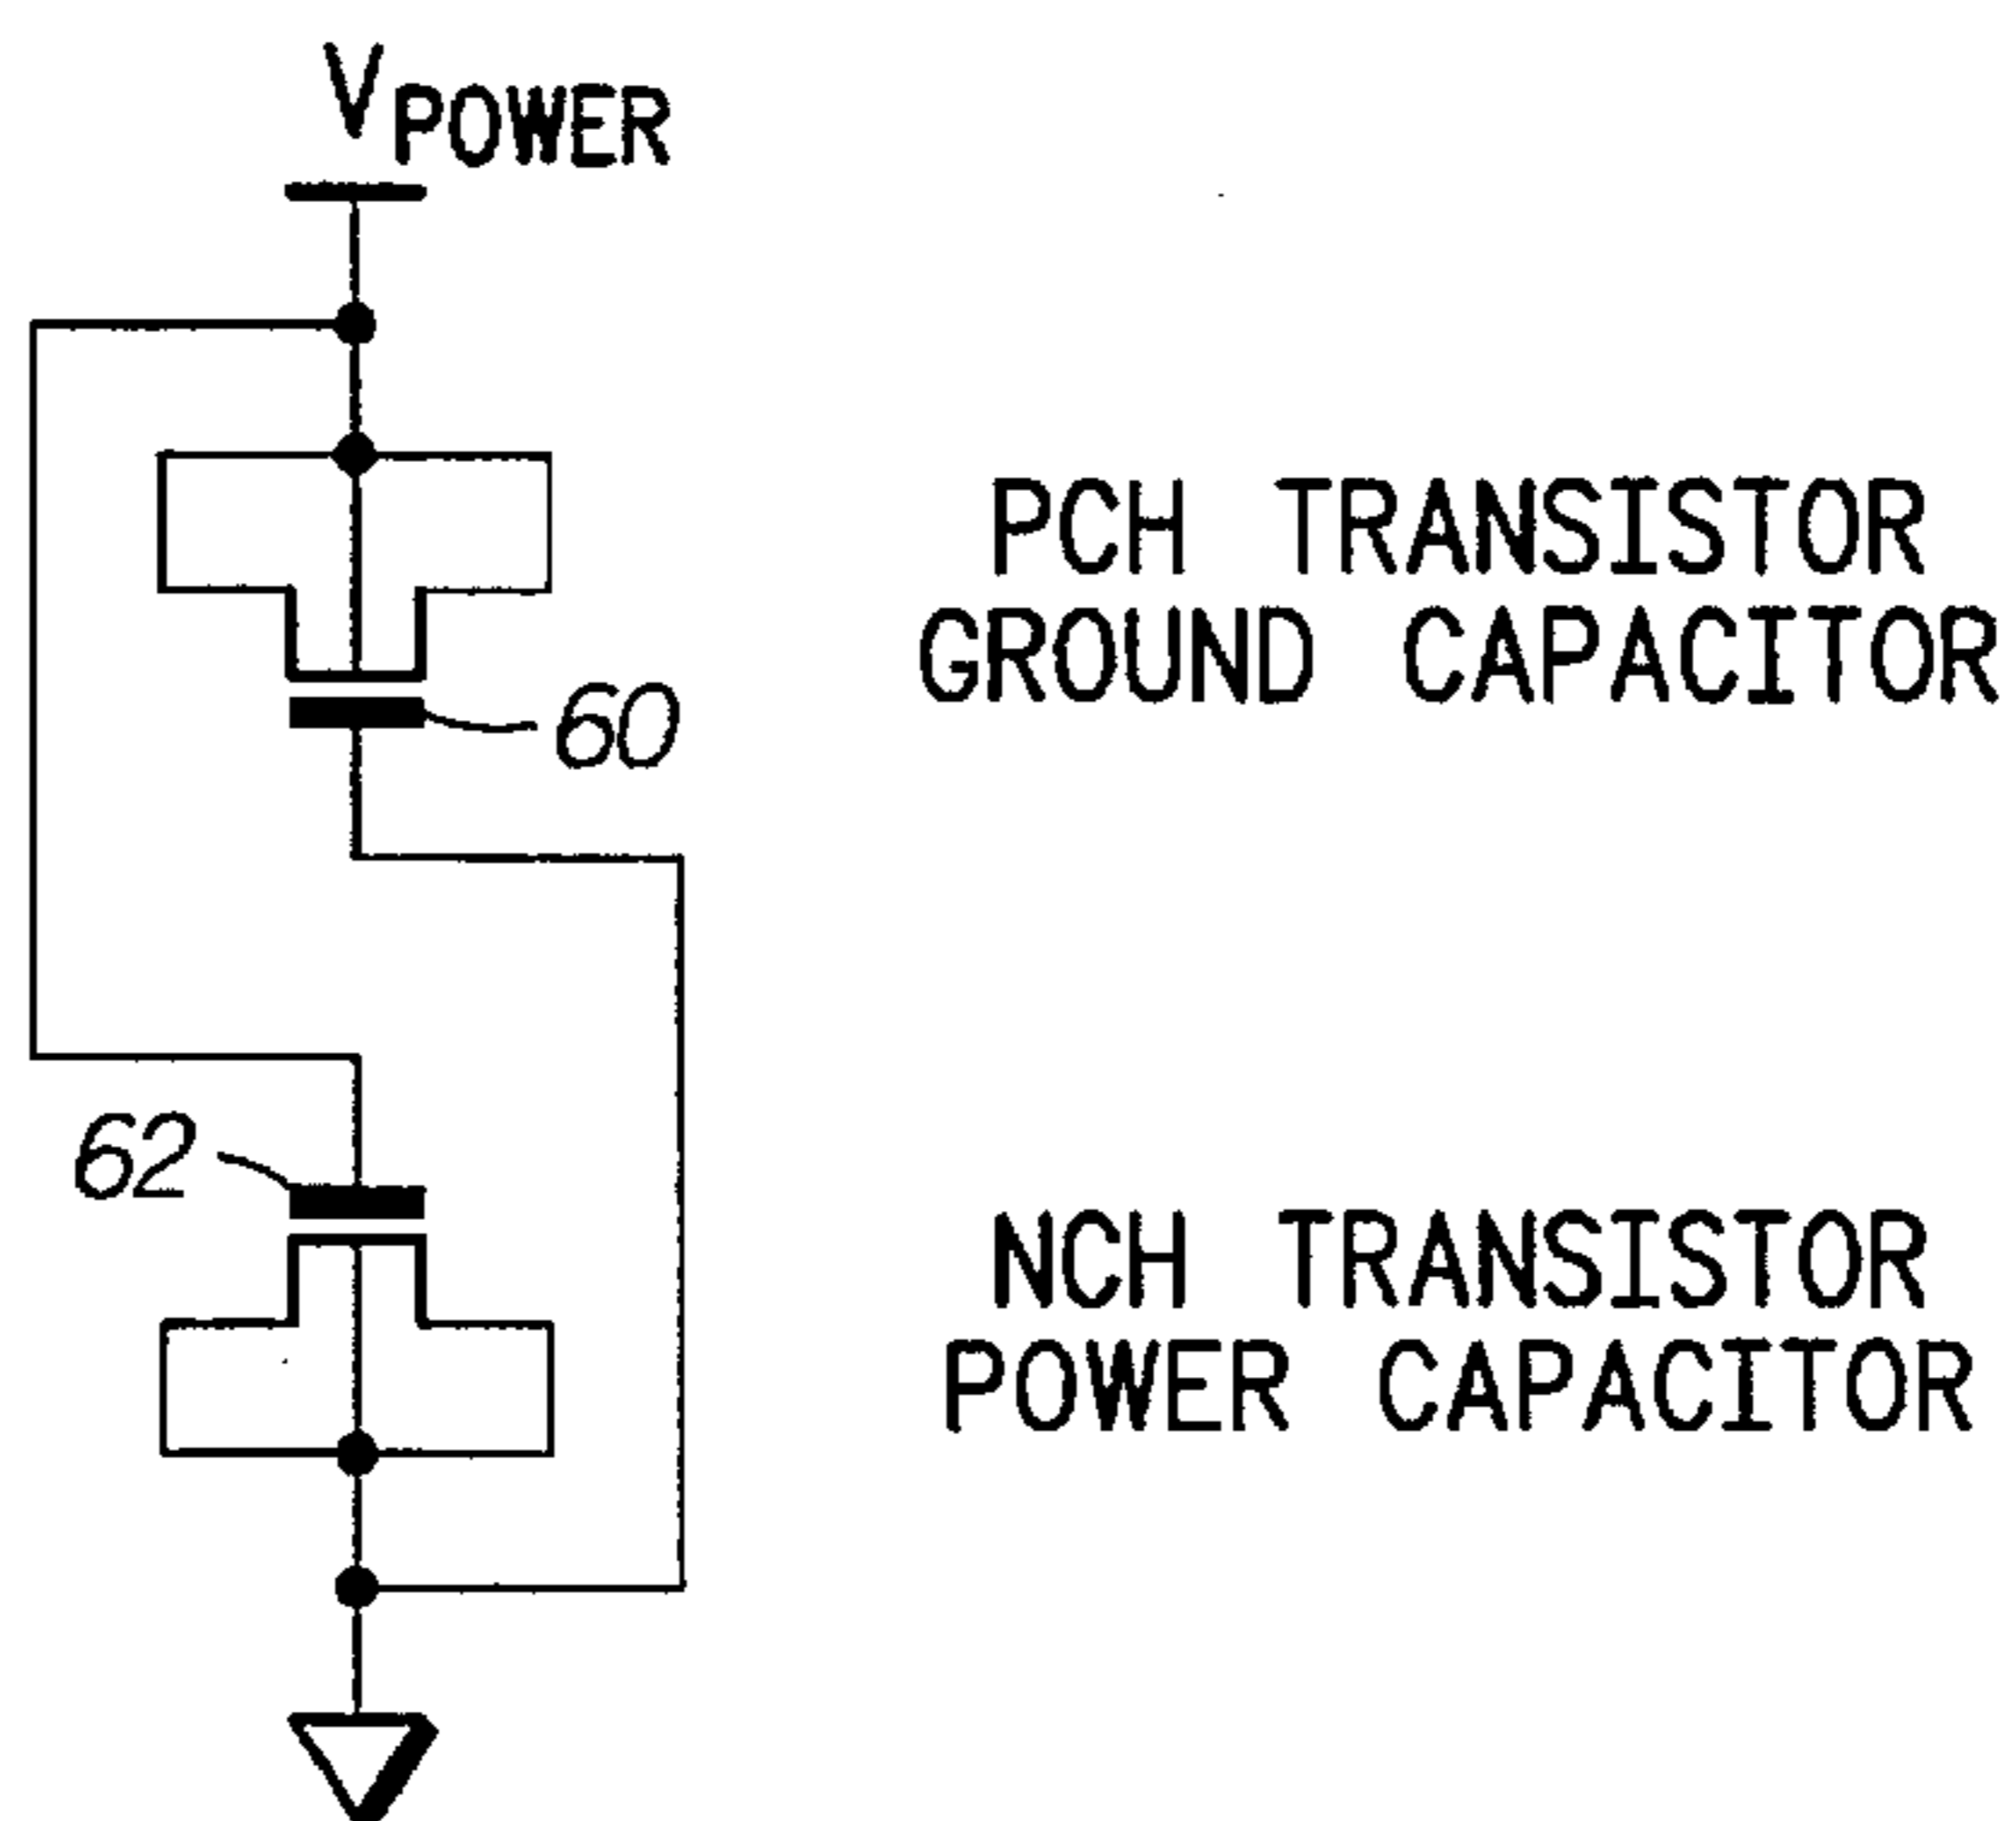 VPOWER
PCH TRANSISTOR
GROUND CAPACITOR
60
62
NCH TRANSISTOR
POWER CAPACITOR